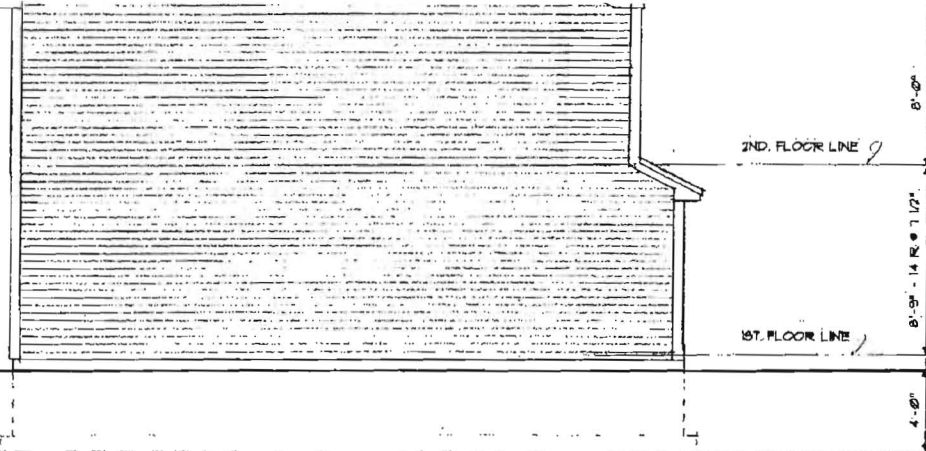 8'-0"
2ND. FLOOR LINE
8'-9" - 14 R @ 7 1/2"
1ST. FLOOR LINE
4'-0"